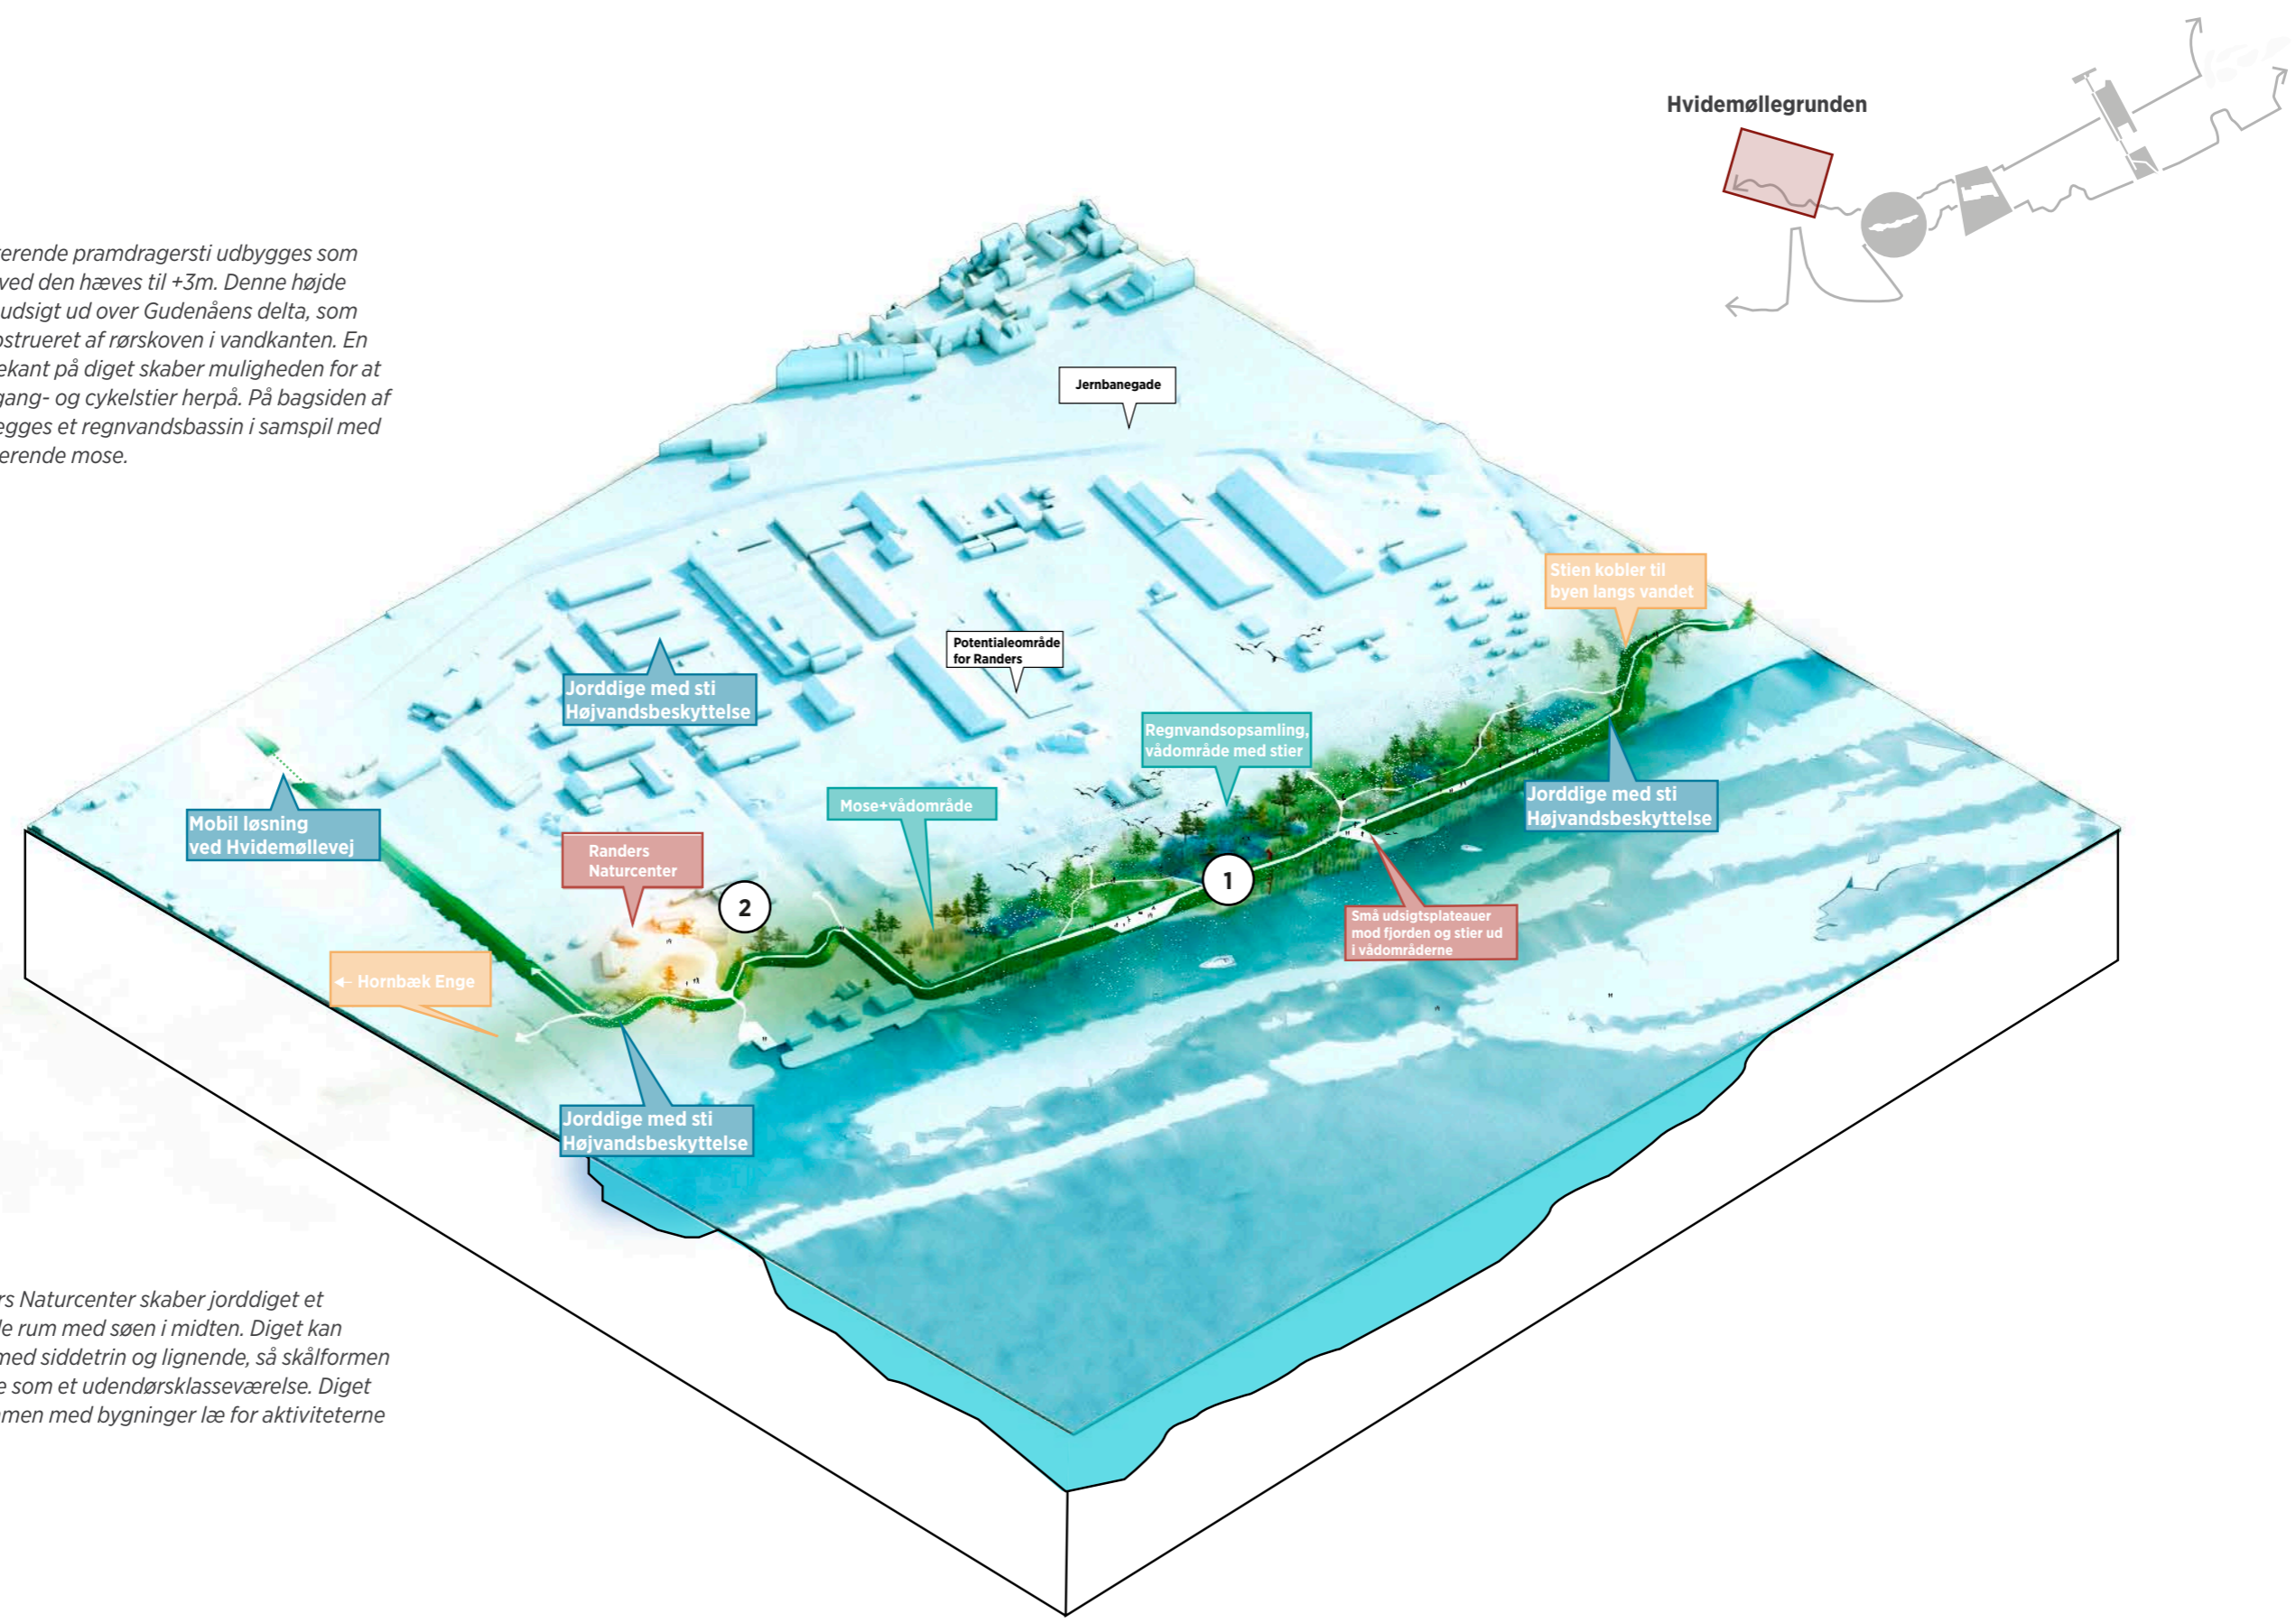 Hvidemøllegrunden
erende pramdragersti udbygges som
ved den hæves til +3m. Denne højde
udsigt ud over Gudenåens delta, som
ostrueret af rørskoven i vandkanten. En
ekant på diget skaber muligheden for at
gang- og cykelstier herpå. På bagsiden af
egges et regnvandsbassin i samspil med
erende mose.
Jernbanegade
Stien kobler til
byen langs vandet
Potentialeområde
for Randers
Jorddige med sti
Højvandsbeskyttelse
Regnvandsopsamling,
vådområde med stier
Mose+vådområde
Jorddige med sti
Højvandsbeskyttelse
Mobil løsning
ved Hvidemøllevej
Randers
Naturcenter
1
2
Små udsigtsplateauer
mod fjorden og stier ud
i vådområderne
← Hornbæk Enge
Jorddige med sti
Højvandsbeskyttelse
rs Naturcenter skaber jorddiget et
le rum med søen i midten. Diget kan
med siddetrin og lignende, så skålformen
e som et udendørsklasseværelse. Diget
men med bygninger læ for aktiviteterne